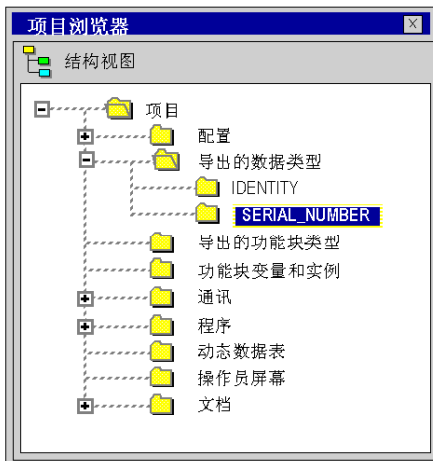 项目浏览器
结构视图
项目
配置
导出的数据类型
IDENTITY
SERIAL_NUMBER
导出的功能块类型
功能块变量和实例
通讯
程序
动态数据表
操作员屏幕
文档